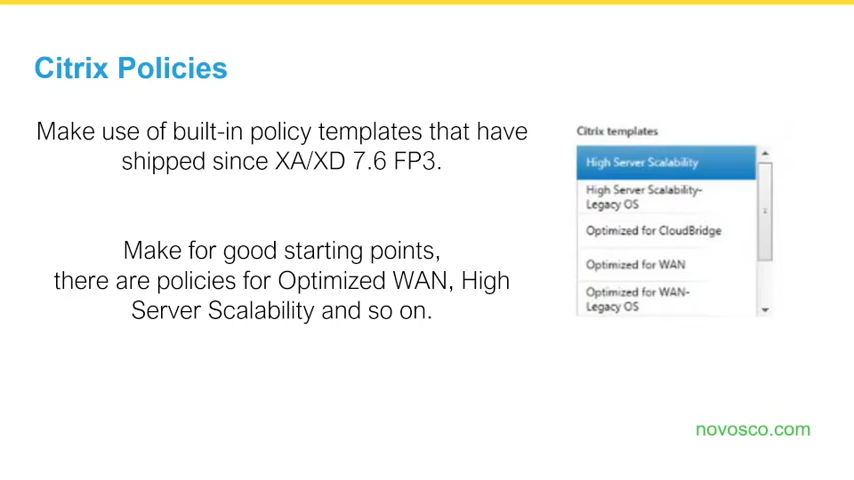 Citrix Policies
Make use of built-in policy templates that have
shipped since XA/XD 7.6 FP3.
Make for good starting points,
there are policies for Optimized WAN, High
Server Scalability and so on.
Citrix templates
High Server Scalability
High Server Scalability-
Legacy OS
Optimized for CloudBridge
Optimized for WAN
Optimized for WAN-
Legacy OS
novosco.com